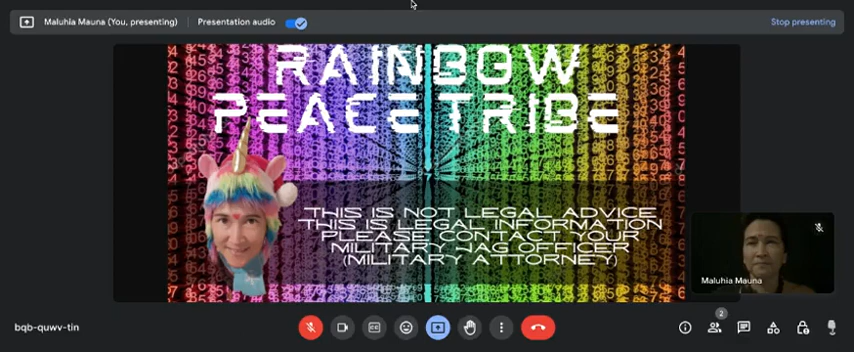 Maluhia Mauna (You, presenting)
Presentation audio
Stop presenting
RAINBOW
PEACE TRIBE
THIS IS NOT LEGAL ADVICE
THIS IS LEGAL INFORMATION
PLEASE CONTACT YOUR
MILITARY JAG OFFICER
(MILITARY ATTORNEY)
Maluhia Mauna
bqb-quwv-tin
CC
2